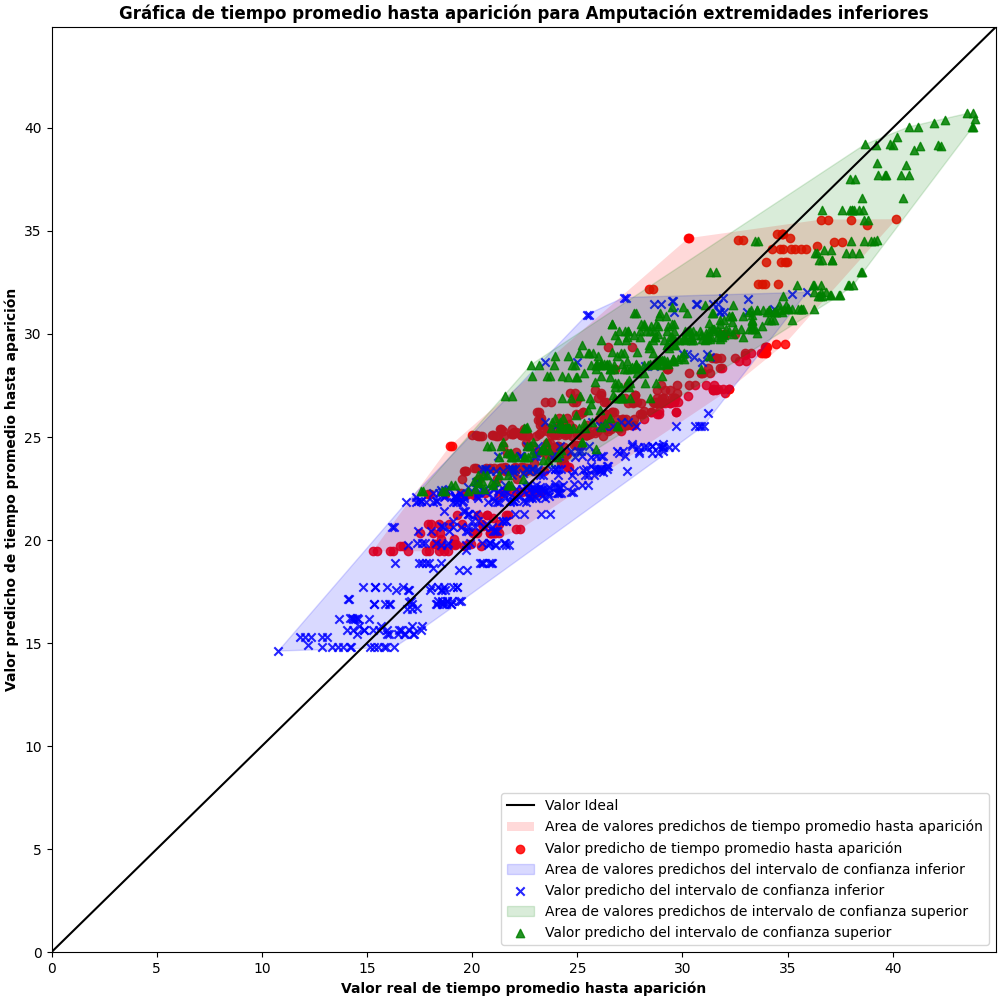 Gráfica de tiempo promedio hasta aparición para Amputación extremidades inferiores
Valor predicho de tiempo promedio hasta aparición
40
35
30
25
20
15
10
5
0
0 5 10 15 20 25 30 35 40
Valor real de tiempo promedio hasta aparición
Valor Ideal
Area de valores predichos de tiempo promedio hasta aparición
Valor predicho de tiempo promedio hasta aparición
Area de valores predichos del intervalo de confianza inferior
Valor predicho del intervalo de confianza inferior
Area de valores predichos de intervalo de confianza superior
Valor predicho del intervalo de confianza superior